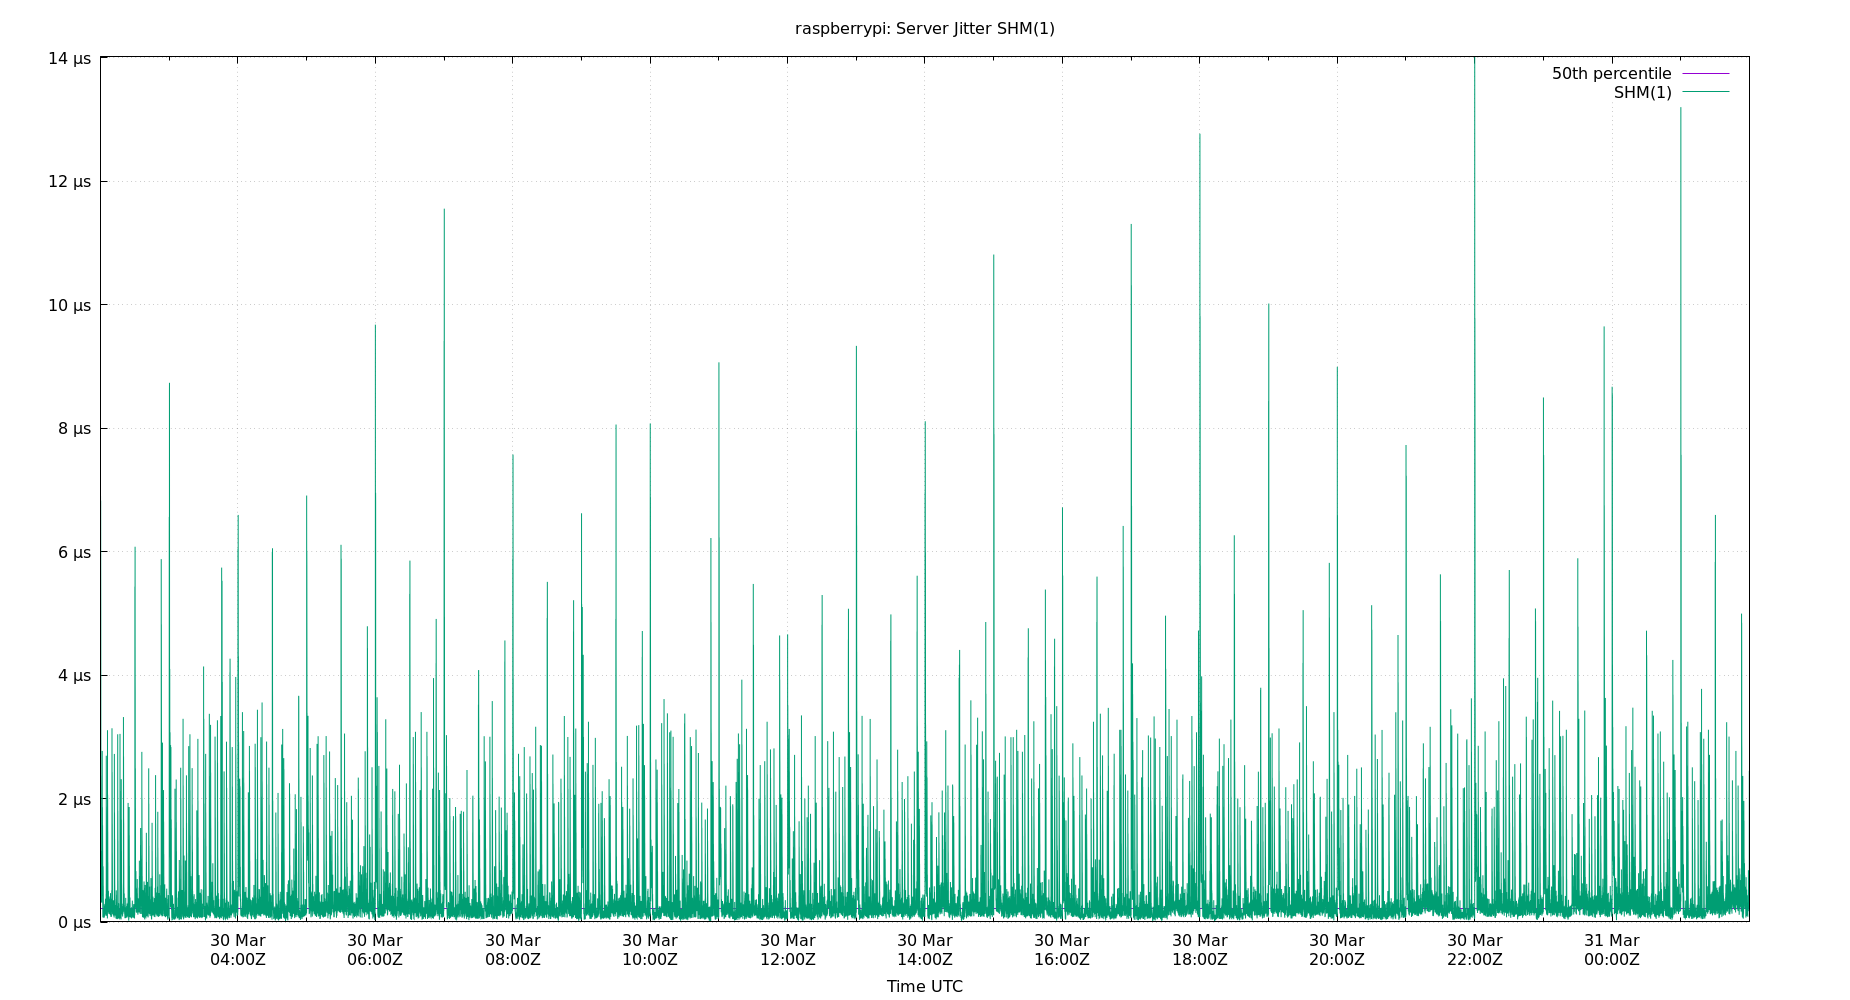 raspberrypi: Server Jitter SHM(1)
14 µs
12 µs
10 µs
8 µs
6 µs
4 µs
2 µs
0 µs
50th percentile
SHM(1)
30 Mar
04:00Z
30 Mar
06:00Z
30 Mar
08:00Z
30 Mar
10:00Z
30 Mar
12:00Z
30 Mar
14:00Z
30 Mar
16:00Z
30 Mar
18:00Z
30 Mar
20:00Z
30 Mar
22:00Z
31 Mar
00:00Z
Time UTC